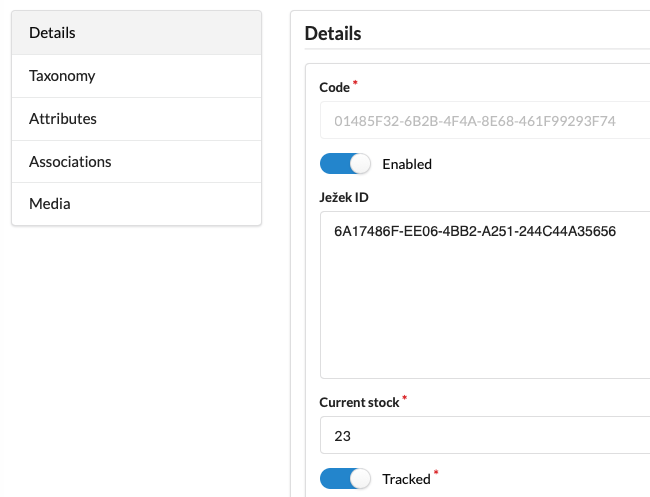 Details
Taxonomy
Attributes
Associations
Media
Details
Code *
01485F32-6B2B-4F4A-8E68-461F99293F74
Enabled
Ježek ID
6A17486F-EE06-4BB2-A251-244C44A35656
Current stock *
23
Tracked *